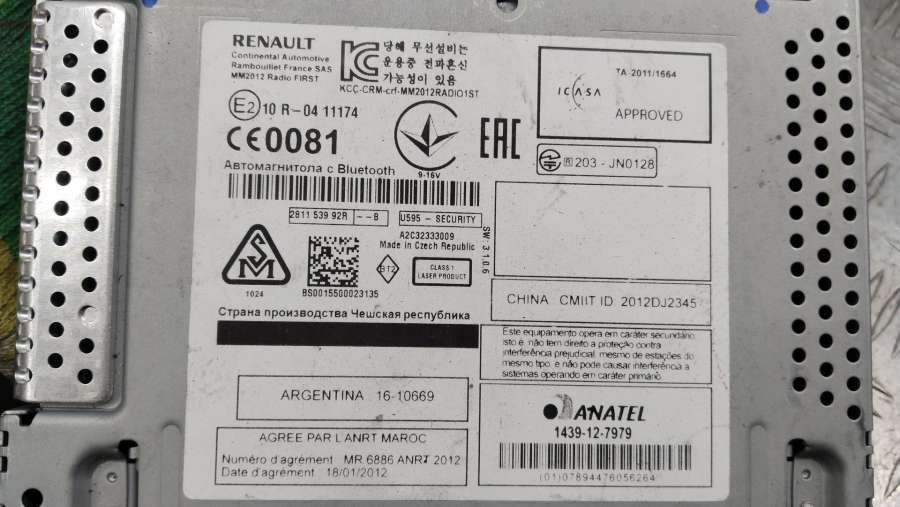 RENAULT
Continental Automotive
Rambouillet France SAS
MM2012 Radio FIRST
당해 무선설비는
운용중 전파혼신
가능성이 있음
KCC-CRM-crf-MM2012RADIO1ST
TA-2011/1664
ICASA
APPROVED
E2 10 R-04 11174
CE0081
9-16V
EAC
R 203 - JN0128
Автомагнитола с Bluetooth
2811 539 92R --B U595 - SECURITY
A2C32333009
Made in Czech Republic
SW: 3.1.0.6
SM
1024
BT2
CLASS 1
LASER PRODUCT
BS0015500023135
CHINA CMIIT ID 2012DJ2345
Страна производства Чешская республика
Este equipamento opera em caráter secundário
isto é, não tem direito a proteção contra
interferência prejudicial, mesmo de estações do
mesmo tipo, e não pode causar interferência a
sistemas operando em caráter primário.
ARGENTINA 16-10669
ANATEL
1439-12-7979
(01)07894476056264
AGREE PAR L ANRT MAROC
Numéro d'agrément MR 6886 ANRT 2012
Date d'agrément: 18/01/2012